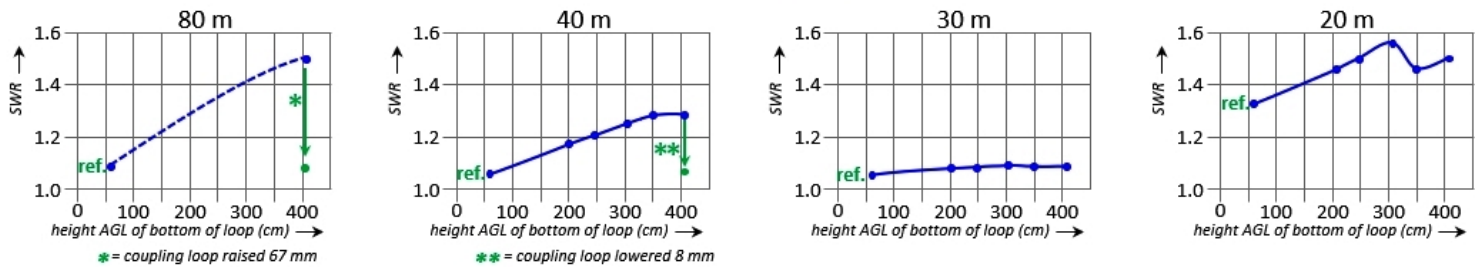 80 m
1.6
1.4
1.2
1.0
SWR
ref.
*
0 100 200 300 400
height AGL of bottom of loop (cm)
* = coupling loop raised 67 mm
40 m
1.6
1.4
1.2
1.0
SWR
ref.
**
0 100 200 300 400
height AGL of bottom of loop (cm)
** = coupling loop lowered 8 mm
30 m
1.6
1.4
1.2
1.0
SWR
ref.
0 100 200 300 400
height AGL of bottom of loop (cm)
20 m
1.6
1.4
1.2
1.0
SWR
ref.
0 100 200 300 400
height AGL of bottom of loop (cm)